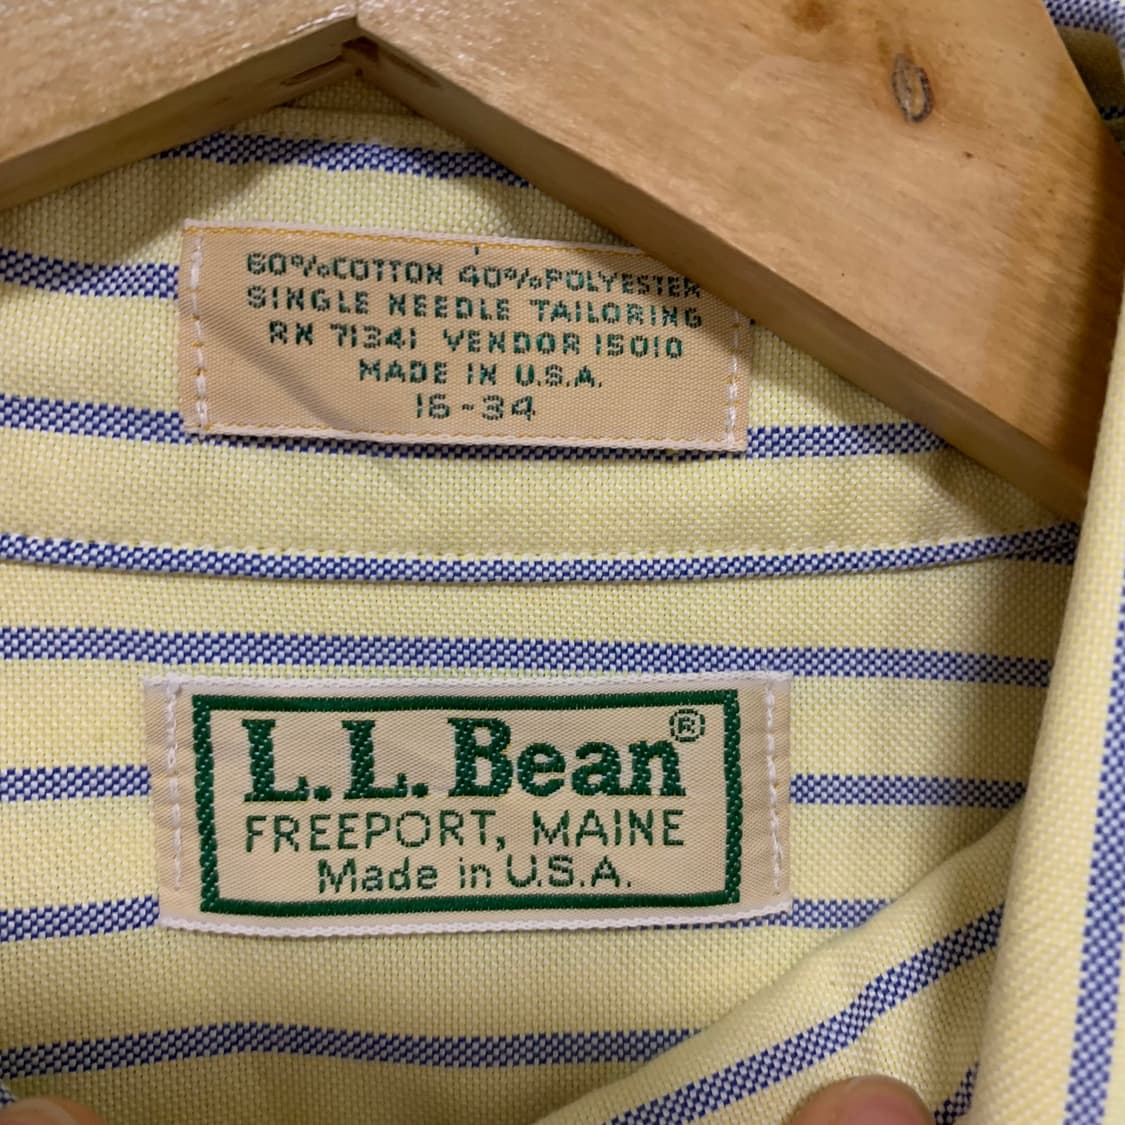 60%COTTON 40%POLYESTER
SINGLE NEEDLE TAILORING
RN 71341 VENDOR 15010
MADE IN U.S.A.
16-34
L.L.Bean®
FREEPORT, MAINE
Made in U.S.A.